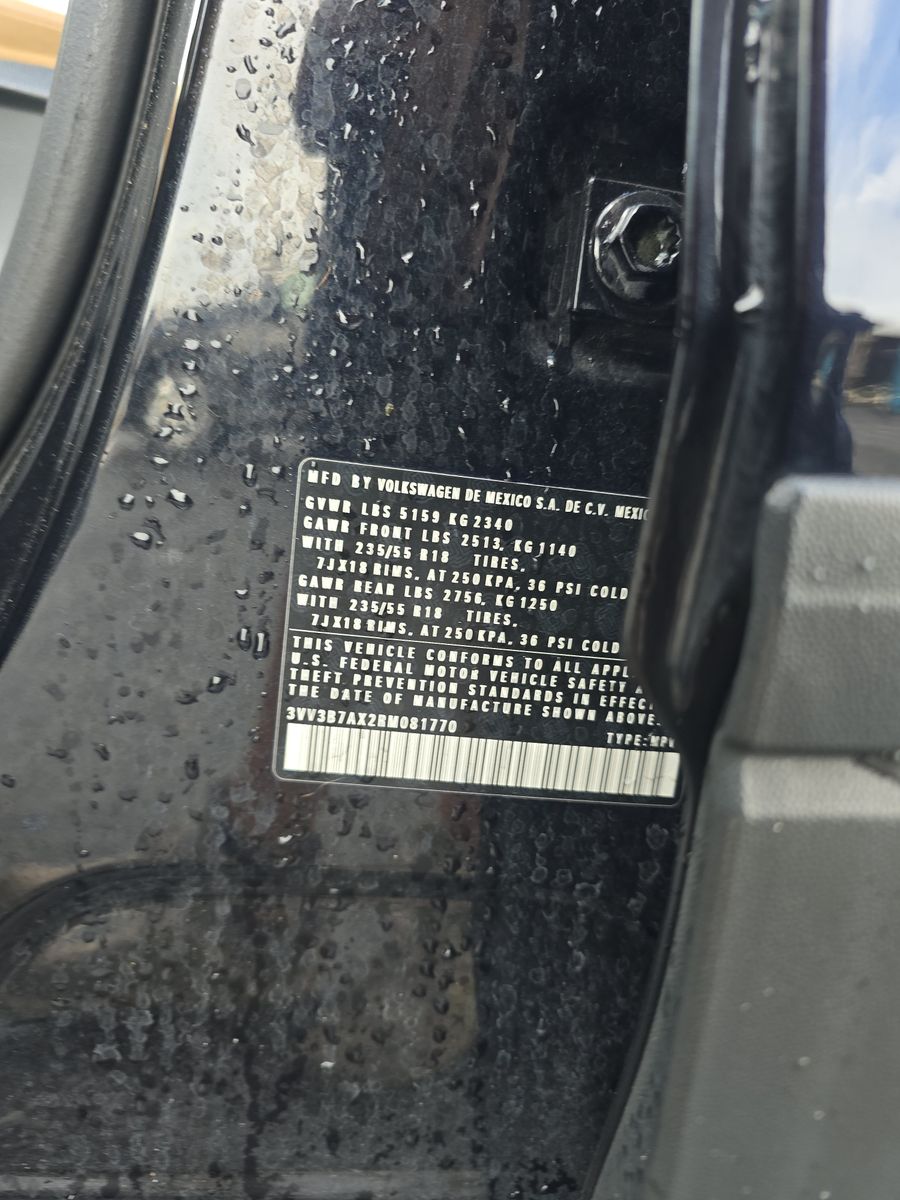 MFD BY VOLKSWAGEN DE MEXICO S.A. DE C.V. MEXIC
GVWR LBS 5159 KG 2340
GAWR FRONT LBS 2513, KG 1140
WITH 235/55 R18 TIRES,
7JX18 RIMS, AT 250 KPA, 36 PSI COLD
GAWR REAR LBS 2756, KG 1250
WITH 235/55 R18 TIRES,
7JX18 RIMS, AT 250 KPA, 36 PSI COLD
THIS VEHICLE CONFORMS TO ALL APPL
U.S. FEDERAL MOTOR VEHICLE SAFETY A
THEFT PREVENTION STANDARDS IN EFFECT
THE DATE OF MANUFACTURE SHOWN ABOVE.
3VV3B7AX2RM081770
TYPE:MPV